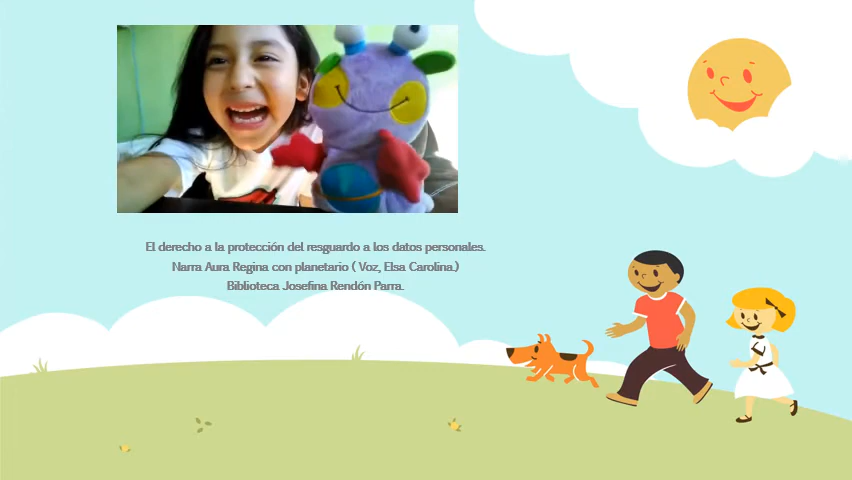 El derecho a la protección del resguardo a los datos personales.
Narra Aura Regina con planetario ( Voz, Elsa Carolina.)
Biblioteca Josefina Rendón Parra.